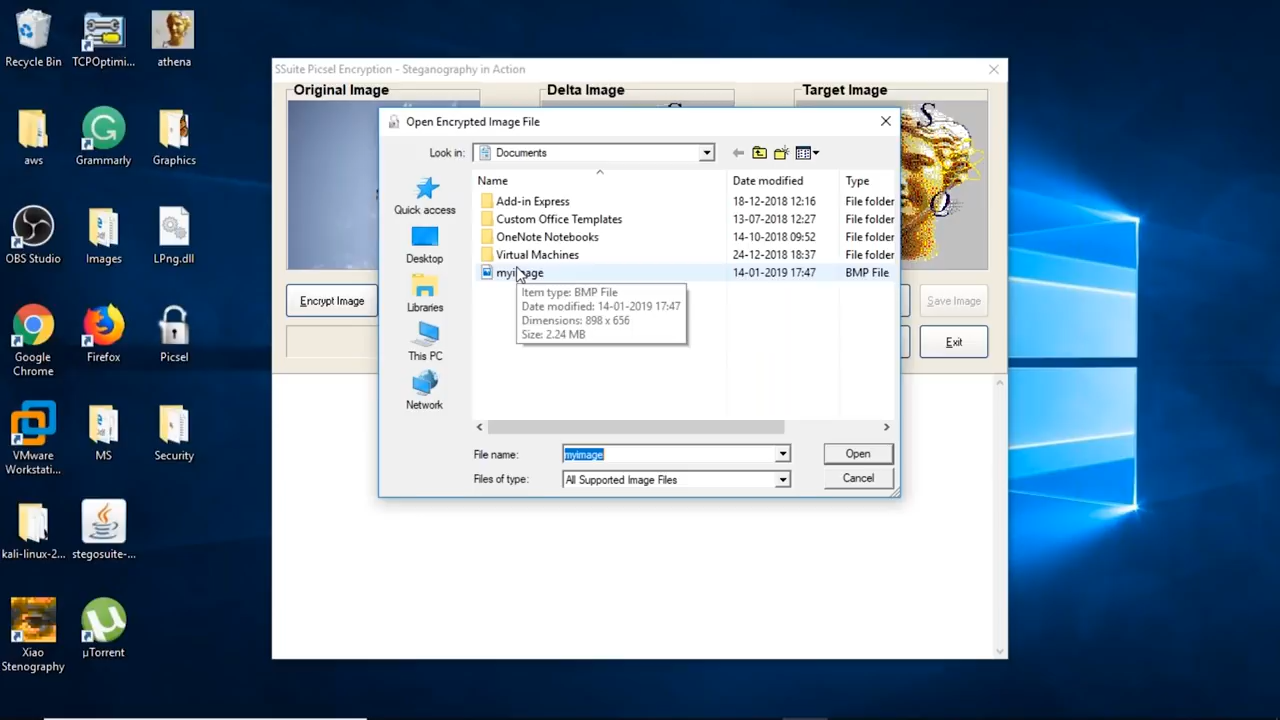 Recycle Bin
TCPOptimi...
athena
aws
Grammarly
Graphics
OBS Studio
Images
LPng.dll
Google
Chrome
Firefox
Picsel
VMware
Workstati...
MS
Security
kali-linux-2...
stegosuite-...
Xiao
Stenography
µTorrent
SSuite Picsel Encryption - Steganography in Action
Original Image
Delta Image
Target Image
Encrypt Image
Save Image
Exit
Open Encrypted Image File
Look in:
Documents
Quick access
Desktop
Libraries
This PC
Network
Name Date modified Type
Add-in Express 18-12-2018 12:16 File folder
Custom Office Templates 13-07-2018 12:27 File folder
OneNote Notebooks 14-10-2018 09:52 File folder
Virtual Machines 24-12-2018 18:37 File folder
myimage 14-01-2019 17:47 BMP File
Item type: BMP File
Date modified: 14-01-2019 17:47
Dimensions: 898 x 656
Size: 2.24 MB
File name: myimage
Open
Files of type: All Supported Image Files
Cancel